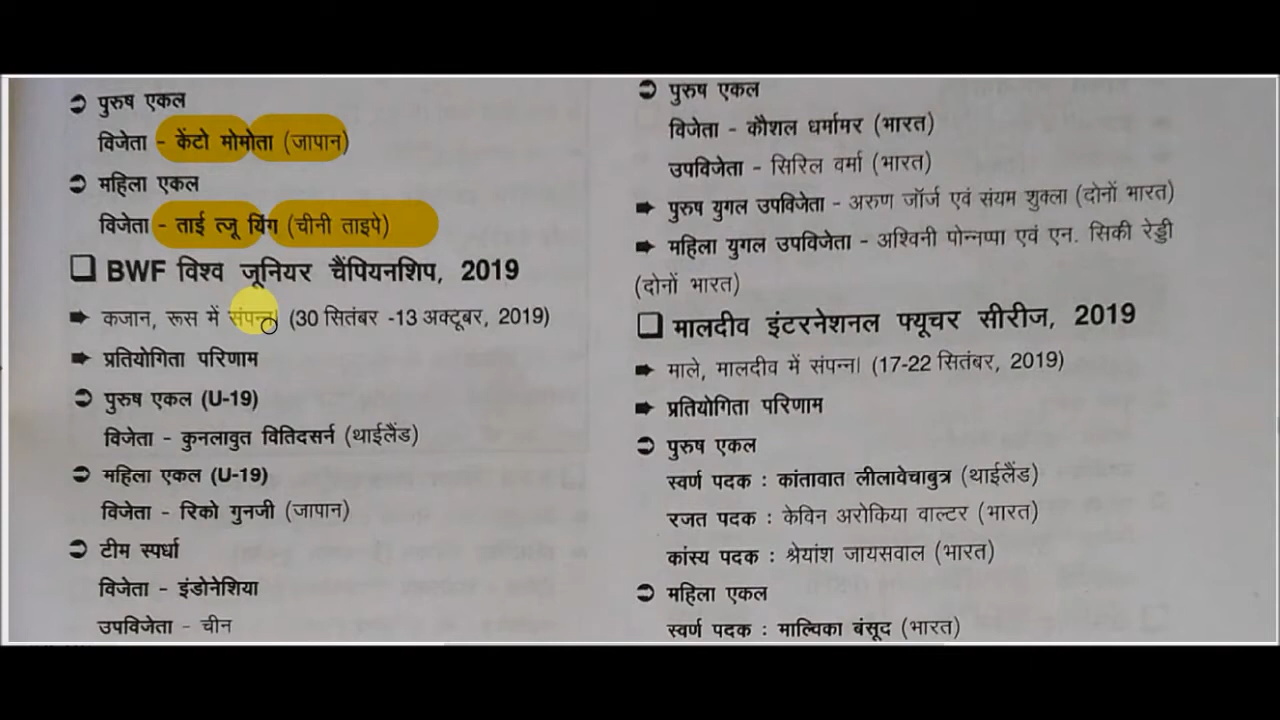 पुरुष एकल
विजेता - केंटो मोमोता (जापान)
महिला एकल
विजेता - ताई त्जू यिंग (चीनी ताइपे)
BWF विश्व जूनियर चैंपियनशिप, 2019
कजान, रूस में संपन्न। (30 सितंबर -13 अक्टूबर, 2019)
प्रतियोगिता परिणाम
पुरुष एकल (U-19)
विजेता - कुनलावुत वितिदसर्न (थाईलैंड)
महिला एकल (U-19)
विजेता - रिको गुनजी (जापान)
टीम स्पर्धा
विजेता - इंडोनेशिया
उपविजेता - चीन
पुरुष एकल
विजेता - कौशल धर्मामर (भारत)
उपविजेता - सिरिल वर्मा (भारत)
पुरुष युगल उपविजेता - अरुण जॉर्ज एवं संयम शुक्ला (दोनों भारत)
महिला युगल उपविजेता - अश्विनी पोन्नप्पा एवं एन. सिकी रेड्डी
(दोनों भारत)
मालदीव इंटरनेशनल फ्यूचर सीरीज, 2019
माले, मालदीव में संपन्न। (17-22 सितंबर, 2019)
प्रतियोगिता परिणाम
पुरुष एकल
स्वर्ण पदक : कांतावात लीलावेचाबुत्र (थाईलैंड)
रजत पदक : केविन अरोकिया वाल्टर (भारत)
कांस्य पदक : श्रेयांश जायसवाल (भारत)
महिला एकल
स्वर्ण पदक : माल्विका बंसूद (भारत)